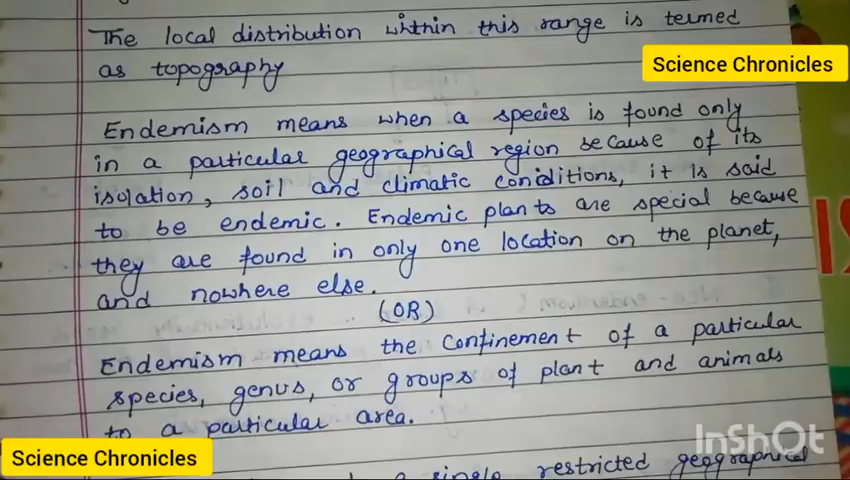 The local distribution within this range is termed
as topography
Science Chronicles
Endemism means when a species is found only
in a particular geographical region because of its
isolation, soil and climatic conditions, it is said
to be endemic. Endemic plants are special because
they are found in only one location on the planet,
and nowhere else.
(OR)
Endemism means the confinement of a particular
species, genus, or groups of plant and animals
to a particular area.
InShOt
Science Chronicles
a single restricted geographical